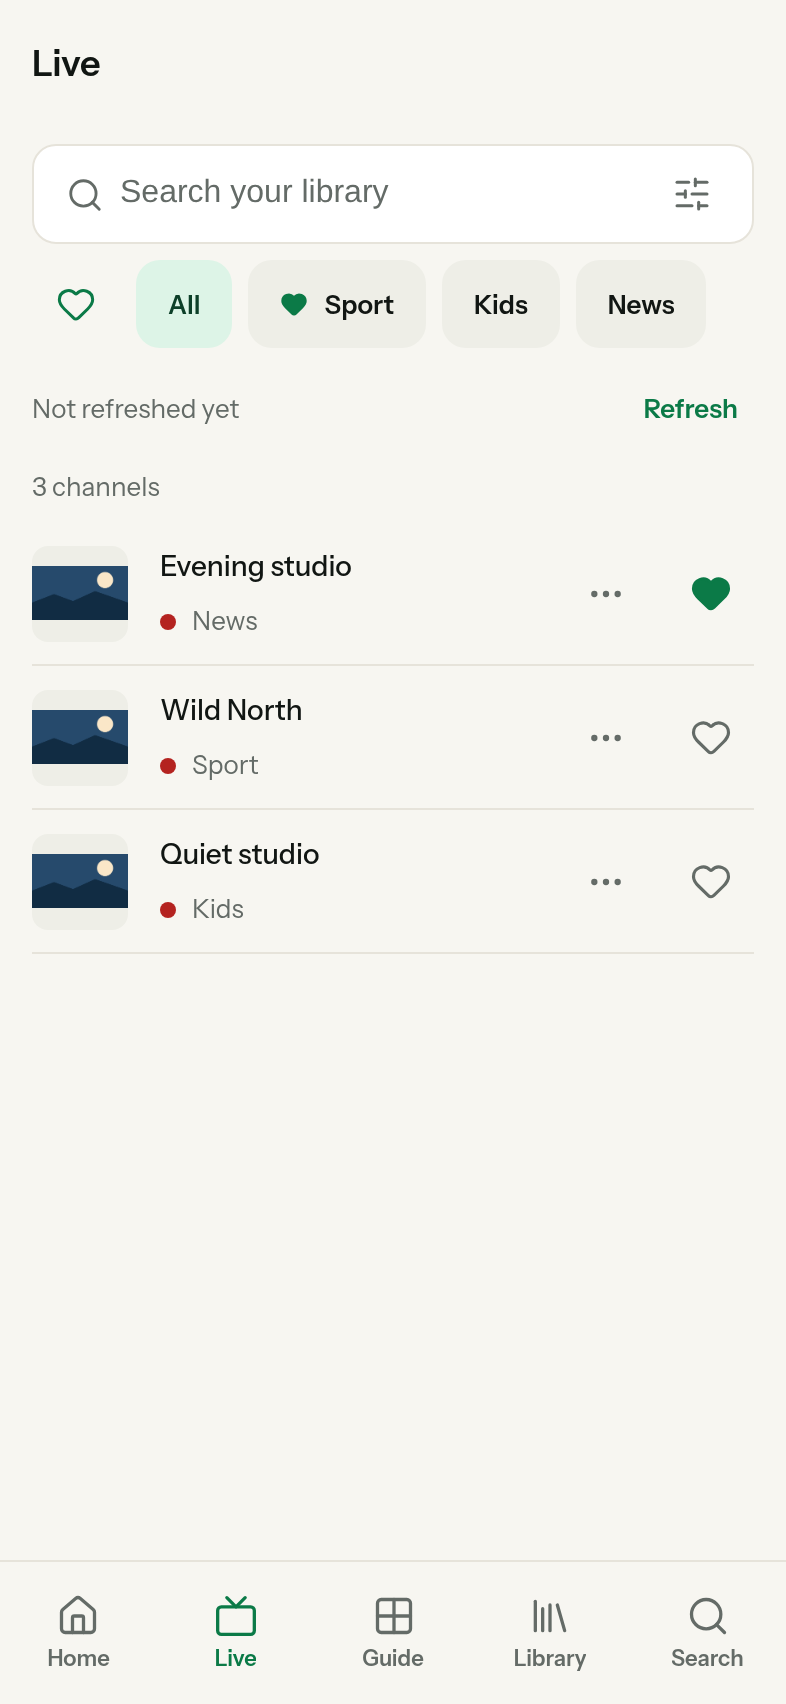 Live
Search your library
All Sport Kids News
Not refreshed yet Refresh
3 channels
Evening studio
News
Wild North
Sport
Quiet studio
Kids
Home Live Guide Library Search